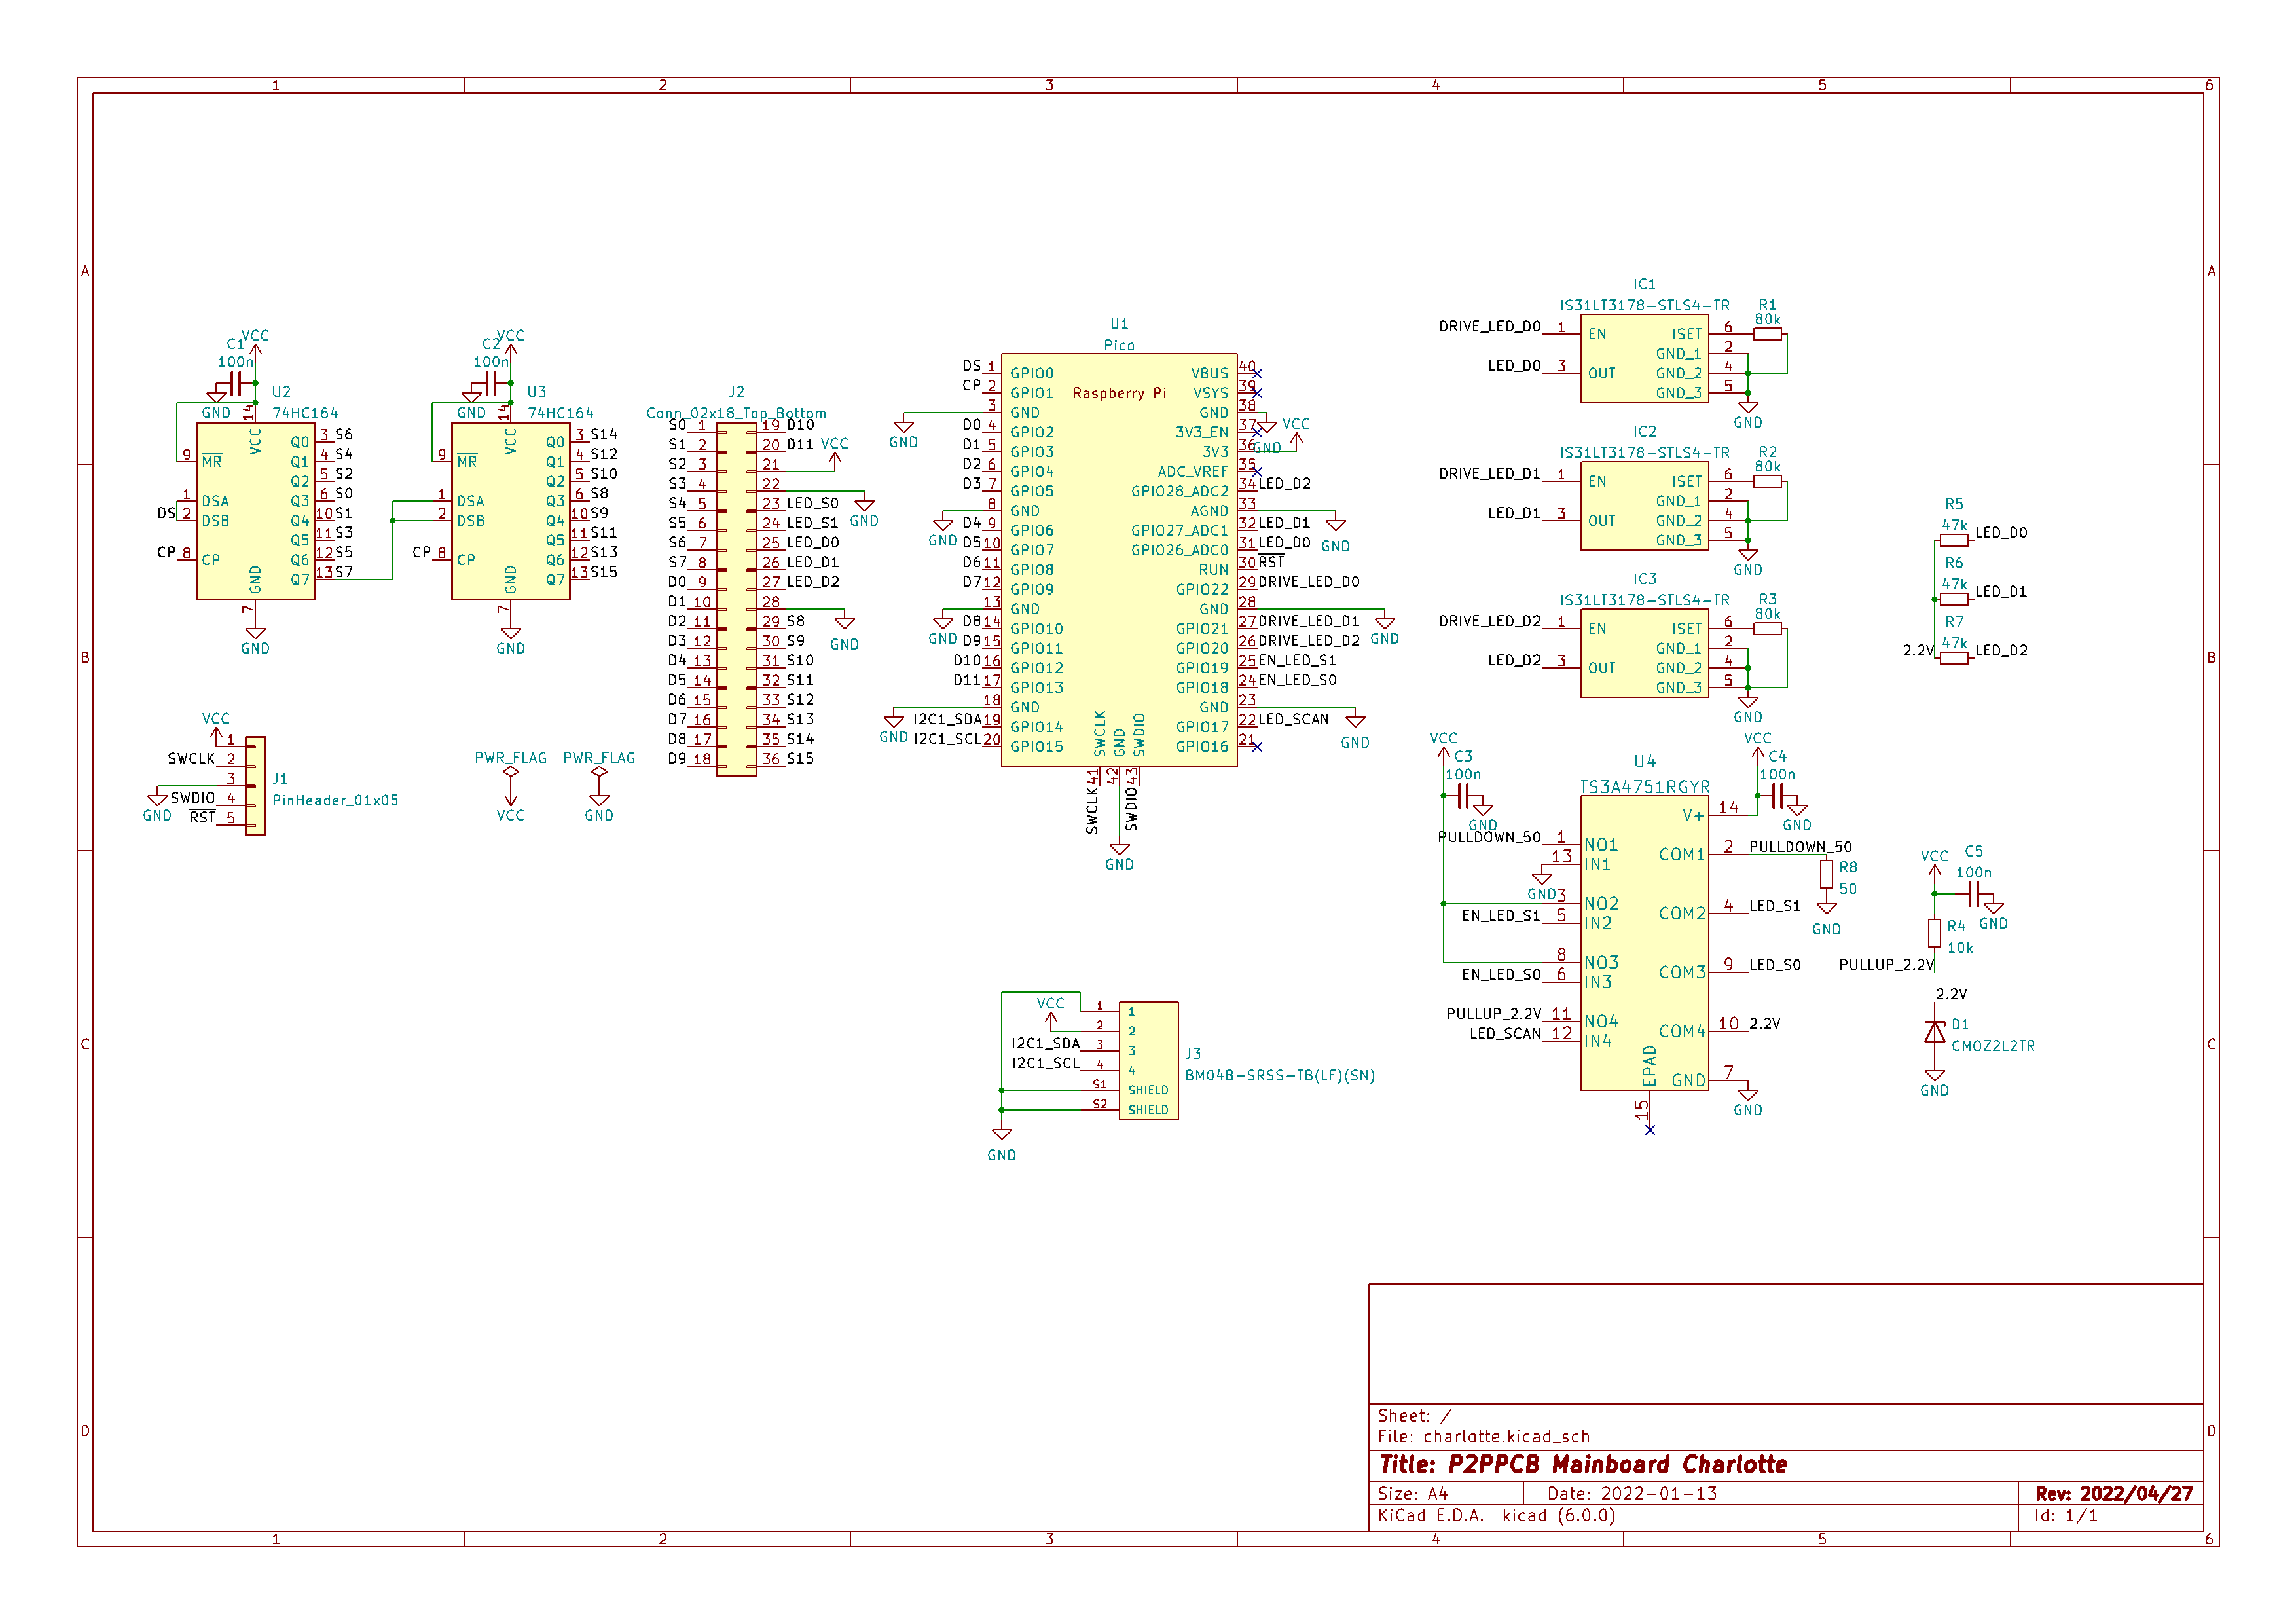 1 2 3 4 5 6
A A
B B
C C
D D
1 2 3 4 5 6
VCC
C1
100n
GND
U2
74HC164
14
VCC
9 MR
1 DSA
DS 2 DSB
CP 8 CP
Q0 3 S6
Q1 4 S4
Q2 5 S2
Q3 6 S0
Q4 10 S1
Q5 11 S3
Q6 12 S5
Q7 13 S7
GND
7
GND
VCC
C2
100n
GND
U3
74HC164
14
VCC
9 MR
1 DSA
2 DSB
CP 8 CP
Q0 3 S14
Q1 4 S12
Q2 5 S10
Q3 6 S8
Q4 10 S9
Q5 11 S11
Q6 12 S13
Q7 13 S15
GND
7
GND
J2
Conn_02x18_Top_Bottom
S0 1 19 D10
S1 2 20 D11
S2 3 21 VCC
S3 4 22 GND
S4 5 23 LED_S0
S5 6 24 LED_S1
S6 7 25 LED_D0
S7 8 26 LED_D1
D0 9 27 LED_D2
D1 10 28 GND
D2 11 29 S8
D3 12 30 S9
D4 13 31 S10
D5 14 32 S11
D6 15 33 S12
D7 16 34 S13
D8 17 35 S14
D9 18 36 S15
U1
Pico
Raspberry Pi
DS 1 GPIO0
CP 2 GPIO1
GND 3 GND
D0 4 GPIO2
D1 5 GPIO3
D2 6 GPIO4
D3 7 GPIO5
GND 8 GND
D4 9 GPIO6
D5 10 GPIO7
D6 11 GPIO8
D7 12 GPIO9
GND 13 GND
D8 14 GPIO10
D9 15 GPIO11
D10 16 GPIO12
D11 17 GPIO13
GND 18 GND
I2C1_SDA 19 GPIO14
I2C1_SCL 20 GPIO15
VBUS 40
VSYS 39
GND 38 GND
3V3_EN 37
3V3 36 VCC
ADC_VREF 35
GPIO28_ADC2 34 LED_D2
AGND 33 GND
GPIO27_ADC1 32 LED_D1
GPIO26_ADC0 31 LED_D0
RUN 30 RST
GPIO22 29 DRIVE_LED_D0
GND 28 GND
GPIO21 27 DRIVE_LED_D1
GPIO20 26 DRIVE_LED_D2
GPIO19 25 EN_LED_S1
GPIO18 24 EN_LED_S0
GND 23 GND
GPIO17 22 LED_SCAN
GPIO16 21
SWCLK GND SWDIO
41 42 43
SWCLK SWDIO
GND
IC1
IS31LT3178-STLS4-TR
DRIVE_LED_D0 1 EN
LED_D0 3 OUT
ISET 6
GND_1 2
GND_2 4
GND_3 5
R1
80k
GND
IC2
IS31LT3178-STLS4-TR
DRIVE_LED_D1 1 EN
LED_D1 3 OUT
ISET 6
GND_1 2
GND_2 4
GND_3 5
R2
80k
GND
IC3
IS31LT3178-STLS4-TR
DRIVE_LED_D2 1 EN
LED_D2 3 OUT
ISET 6
GND_1 2
GND_2 4
GND_3 5
R3
80k
GND
R5
47k LED_D0
R6
47k LED_D1
R7
47k
2.2V LED_D2
VCC
SWCLK
GND
SWDIO
RST
1
2
3
4
5
J1
PinHeader_01x05
PWR_FLAG
VCC
PWR_FLAG
GND
VCC
C3
100n
GND
U4
TS3A4751RGYR
VCC
C4
100n
GND
PULLDOWN_50 1 NO1
GND 13 IN1
3 NO2
EN_LED_S1 5 IN2
8 NO3
EN_LED_S0 6 IN3
PULLUP_2.2V 11 NO4
LED_SCAN 12 IN4
V+ 14
COM1 2 PULLDOWN_50
COM2 4 LED_S1
COM3 9 LED_S0
COM4 10 2.2V
GND 7 GND
EPAD
15
R8
50
GND
VCC
C5
100n
GND
R4
10k
PULLUP_2.2V
2.2V
D1
CMOZ2L2TR
GND
VCC
I2C1_SDA
I2C1_SCL
1 1
2 2
3 3
4 4
S1 SHIELD
S2 SHIELD
J3
BM04B-SRSS-TB(LF)(SN)
GND
Sheet: /
File: charlotte.kicad_sch
Title: P2PPCB Mainboard Charlotte
Size: A4 Date: 2022-01-13 Rev: 2022/04/27
KiCad E.D.A. kicad (6.0.0) Id: 1/1